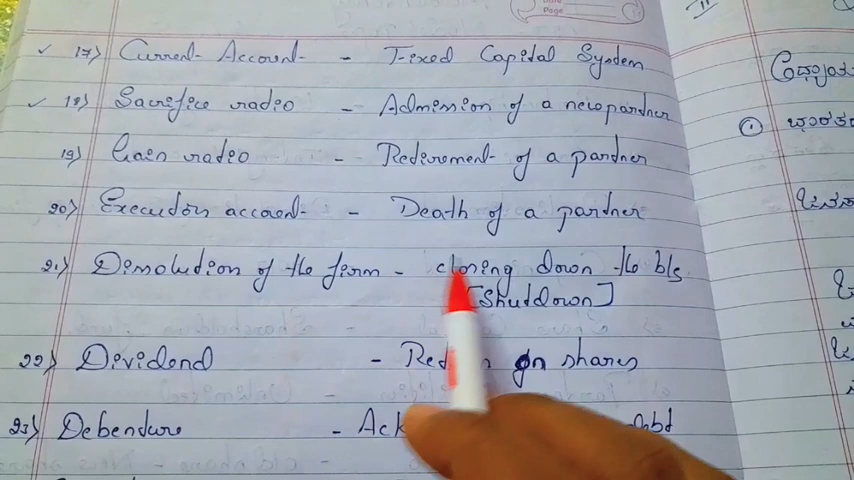 Date
Page
17) Current Account - Fixed Capital System
18) Sacrifice ratio - Admission of a new partner
19) Gain ratio - Retirement of a partner
20) Executors account - Death of a partner
21) Dissolution of the firm - closing down the b/s
[Shutdown]
22) Dividend - on shares
23) Debenture -